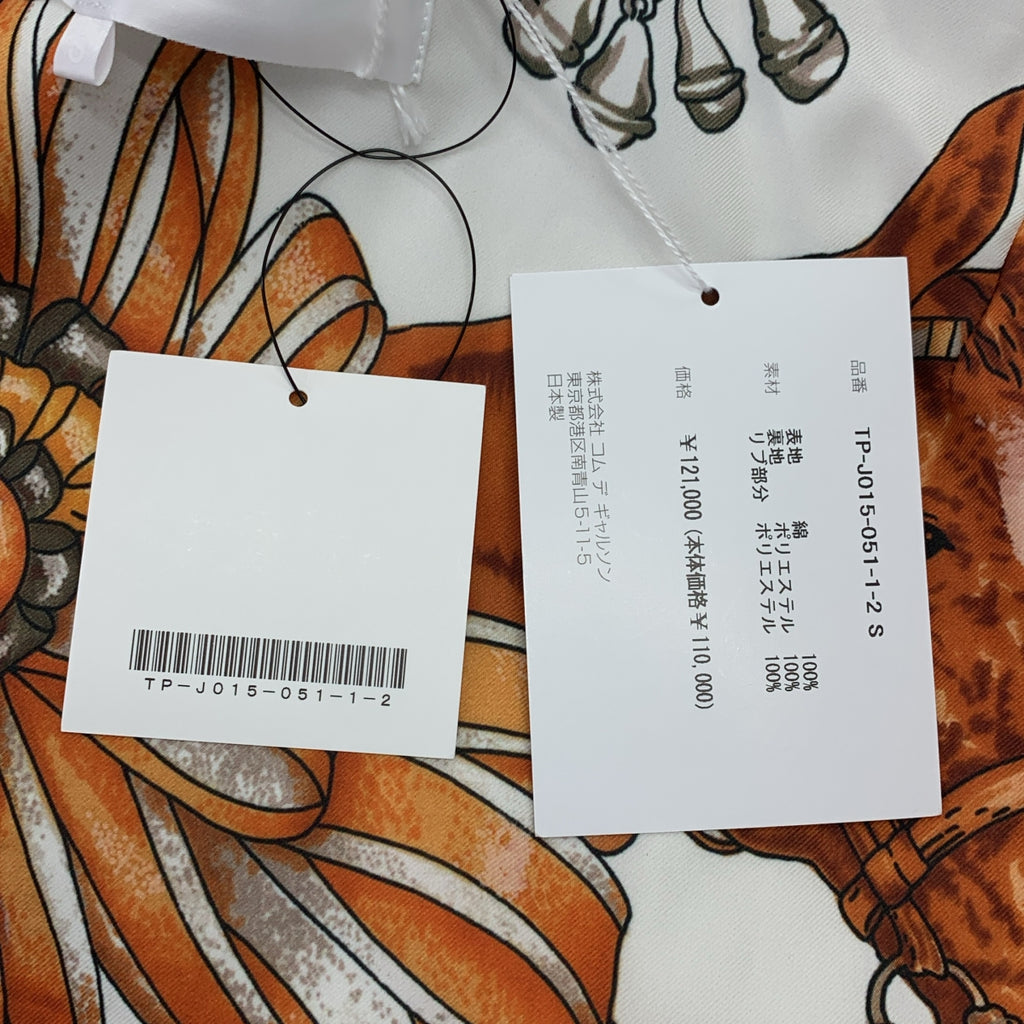 TP-J015-051-1-2
品番 TP-J015-051-1-2 S
素材 表地 綿 100%
裏地 ポリエステル 100%
リブ部分 ポリエステル 100%
価格 ¥121,000 (本体価格¥110,000)
株式会社 コム デ ギャルソン
東京都港区南青山5-11-5
日本製